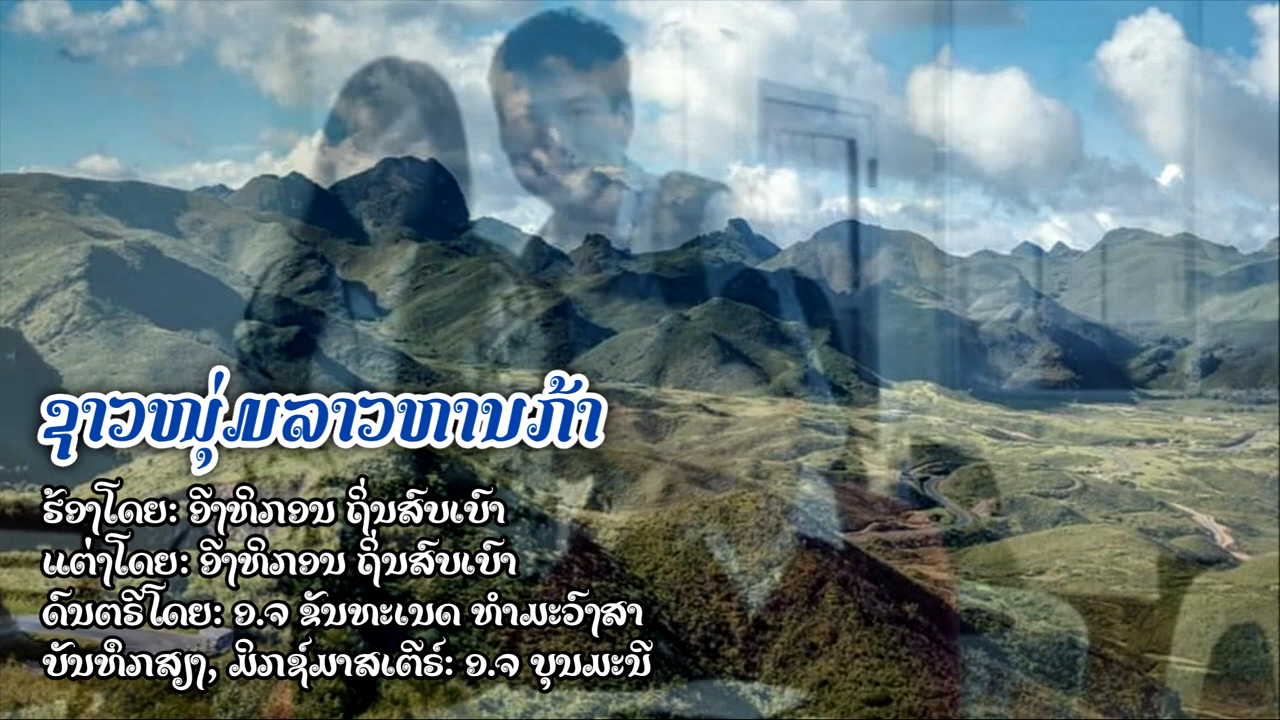 ຊາວໜຸ່ມລາວຫານກ້າ
ຮ້ອງໂດຍ: ອິງທິກອນ ຖິ່ນສົບເບົາ
ແຕ່ງໂດຍ: ອິງທິກອນ ຖິ່ນສົບເບົາ
ດົນຕຣີໂດຍ: ອ.ຈ ຂັນທະເນດ ທຳມະວົງສາ
ບັນທຶກສຽງ, ມິກຊ໌ມາສເຕີຣ໌: ອ.ຈ ບຸນມະນີ